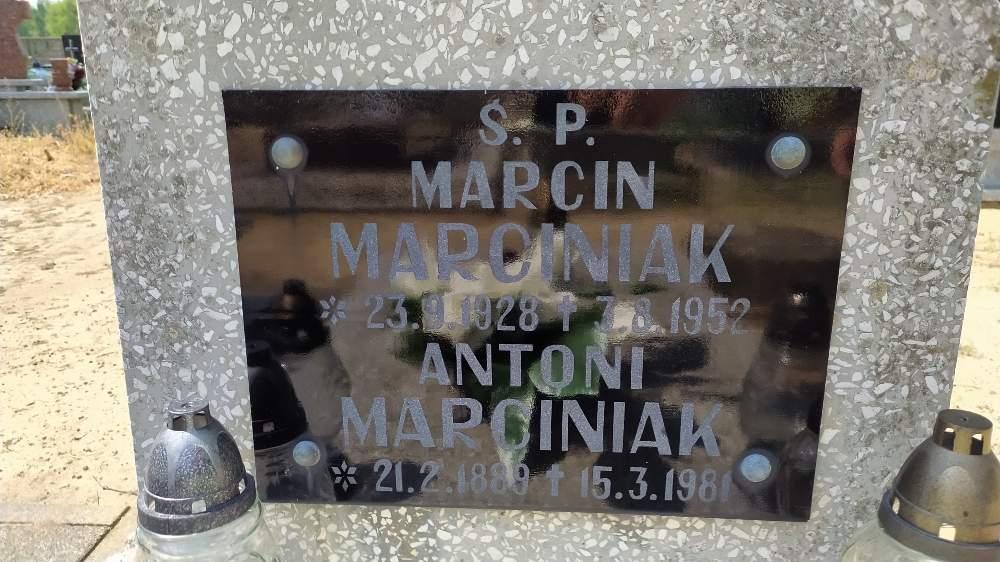 Ś. P.
MARCIN
MARCINIAK
* 23.9.1928 † 7.8.1952
ANTONI
MARCINIAK
* 21.2.1889 † 15.3.1981